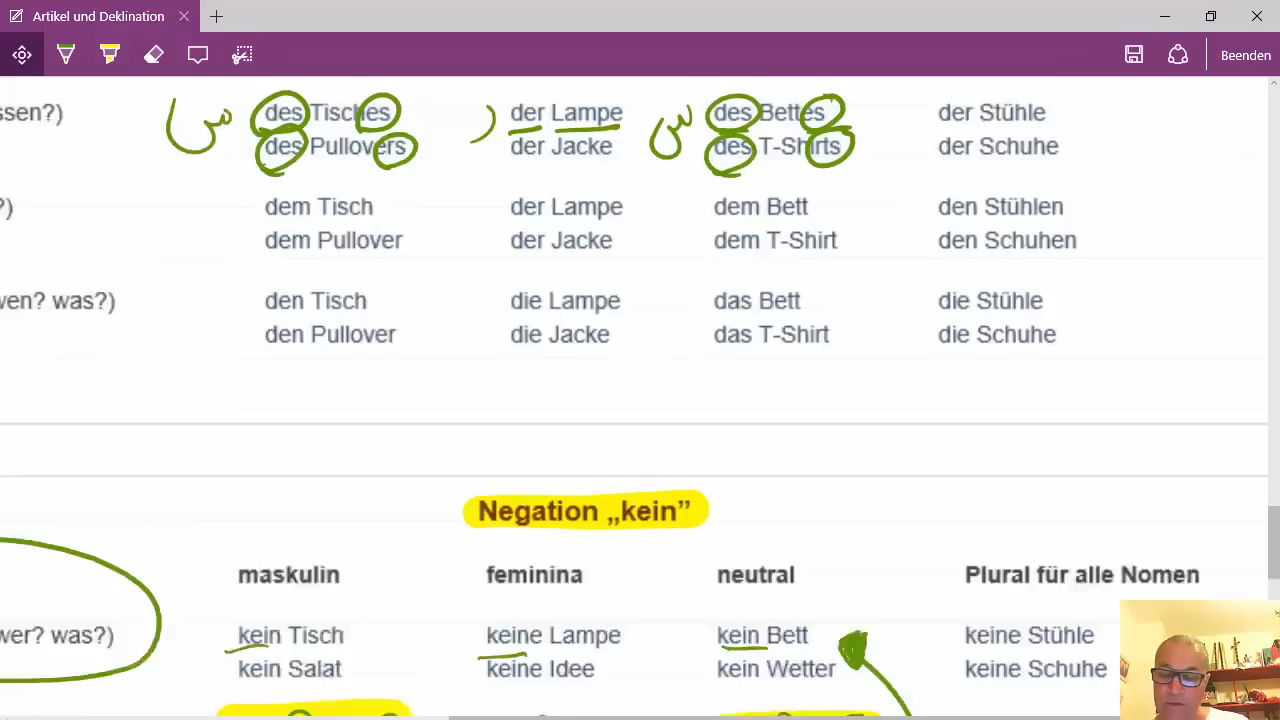 Artikel und Deklination
Beenden
ssen?) des Tisches der Lampe des Bettes der Stühle
des Pullovers der Jacke des T-Shirts der Schuhe
?) dem Tisch der Lampe dem Bett den Stühlen
dem Pullover der Jacke dem T-Shirt den Schuhen
wen? was?) den Tisch die Lampe das Bett die Stühle
den Pullover die Jacke das T-Shirt die Schuhe
Negation „kein”
maskulin feminina neutral Plural für alle Nomen
wer? was?) kein Tisch keine Lampe kein Bett keine Stühle
kein Salat keine Idee kein Wetter keine Schuhe